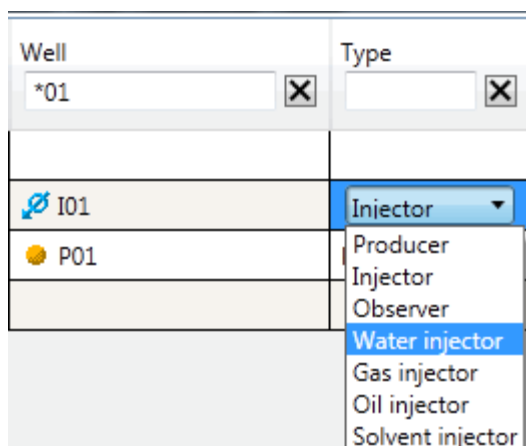 Well Type
*01
I01 Injector
P01
Producer
Injector
Observer
Water injector
Gas injector
Oil injector
Solvent injector